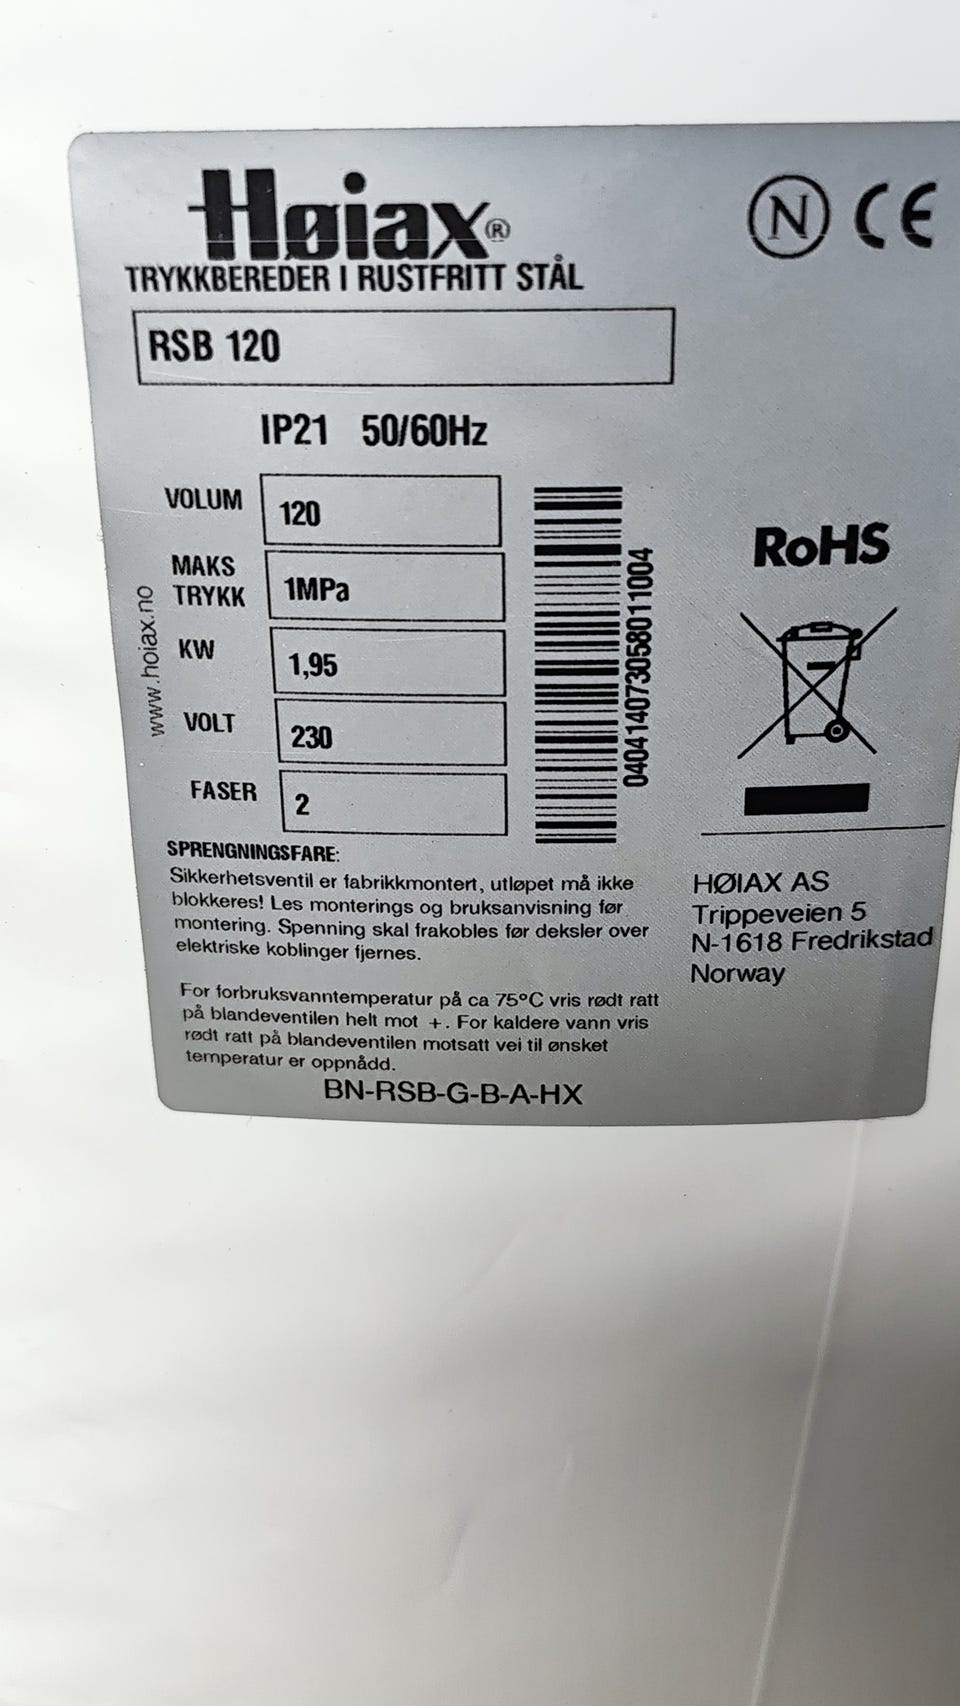 Høiax®
TRYKKBEREDER I RUSTFRITT STÅL
N CE
RSB 120
IP21 50/60Hz
VOLUM 120
MAKS TRYKK 1MPa
KW 1,95
VOLT 230
FASER 2
www.hoiax.no
04041407305801 1004
RoHS
SPRENGNINGSFARE:
Sikkerhetsventil er fabrikkmontert, utløpet må ikke
blokkeres! Les monterings og bruksanvisning før
montering. Spenning skal frakobles før deksler over
elektriske koblinger fjernes.
For forbruksvanntemperatur på ca 75°C vris rødt ratt
på blandeventilen helt mot +. For kaldere vann vris
rødt ratt på blandeventilen motsatt vei til ønsket
temperatur er oppnådd.
BN-RSB-G-B-A-HX
HØIAX AS
Trippeveien 5
N-1618 Fredrikstad
Norway